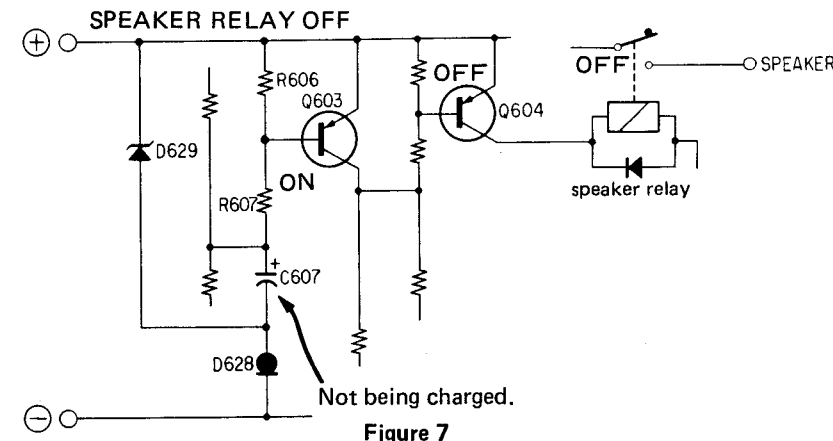 SPEAKER RELAY OFF
+
R606
Q603
OFF
Q604
OFF
SPEAKER
D629
ON
R607
speaker relay
+
C607
D628
Not being charged.
−
Figure 7